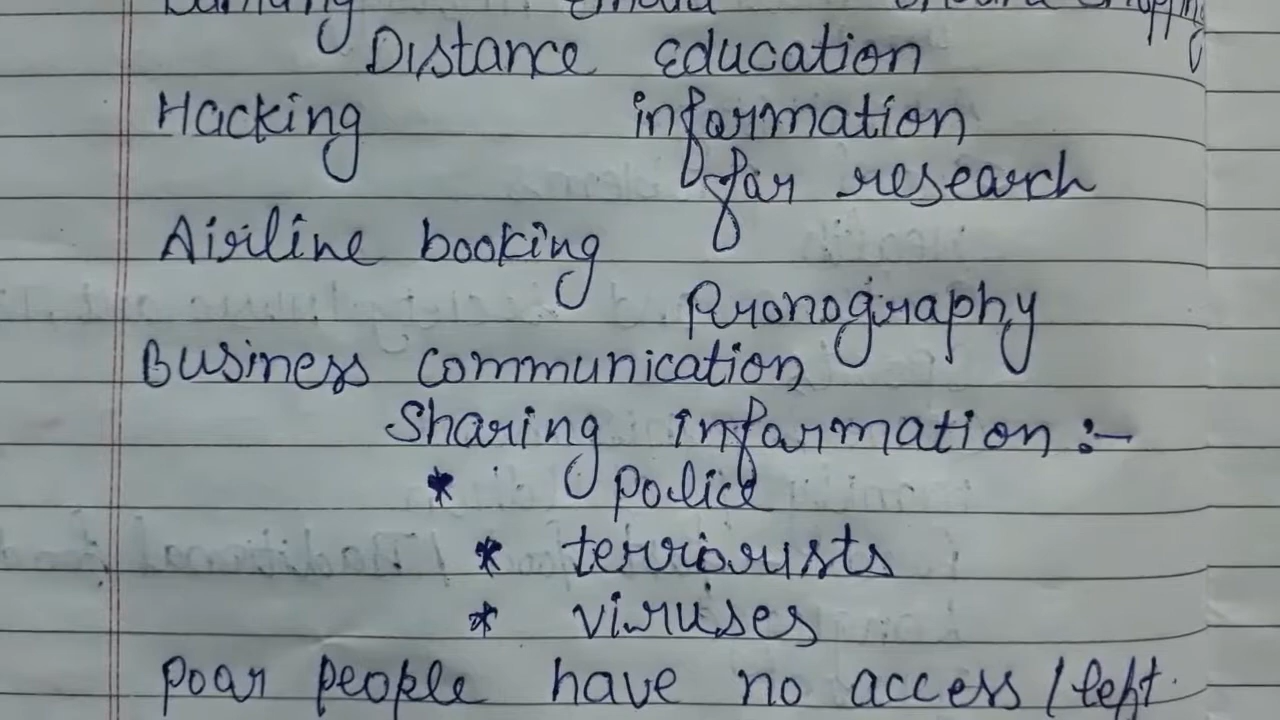 Distance Education
Hacking information
for research
Airline booking
Pronography
Business communication
Sharing information :-
* police
* terriorists
* viruses
poor people have no access / left